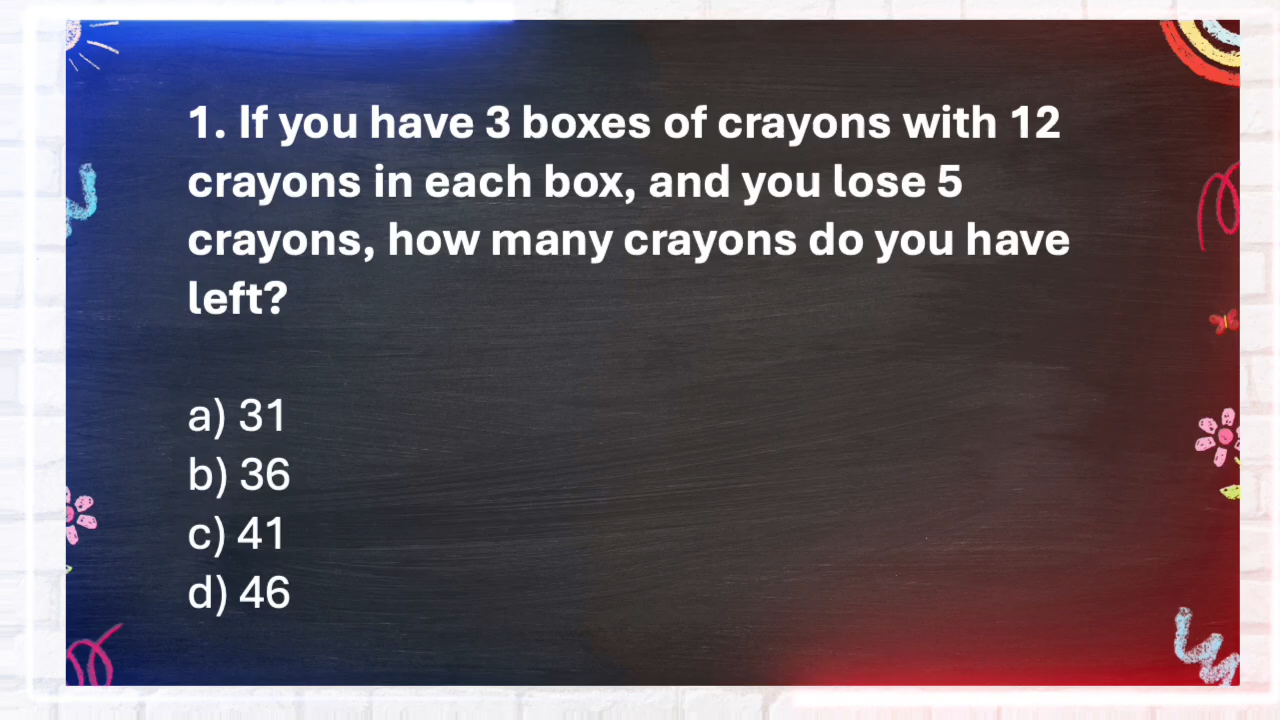 1. If you have 3 boxes of crayons with 12
crayons in each box, and you lose 5
crayons, how many crayons do you have
left?
a) 31
b) 36
c) 41
d) 46